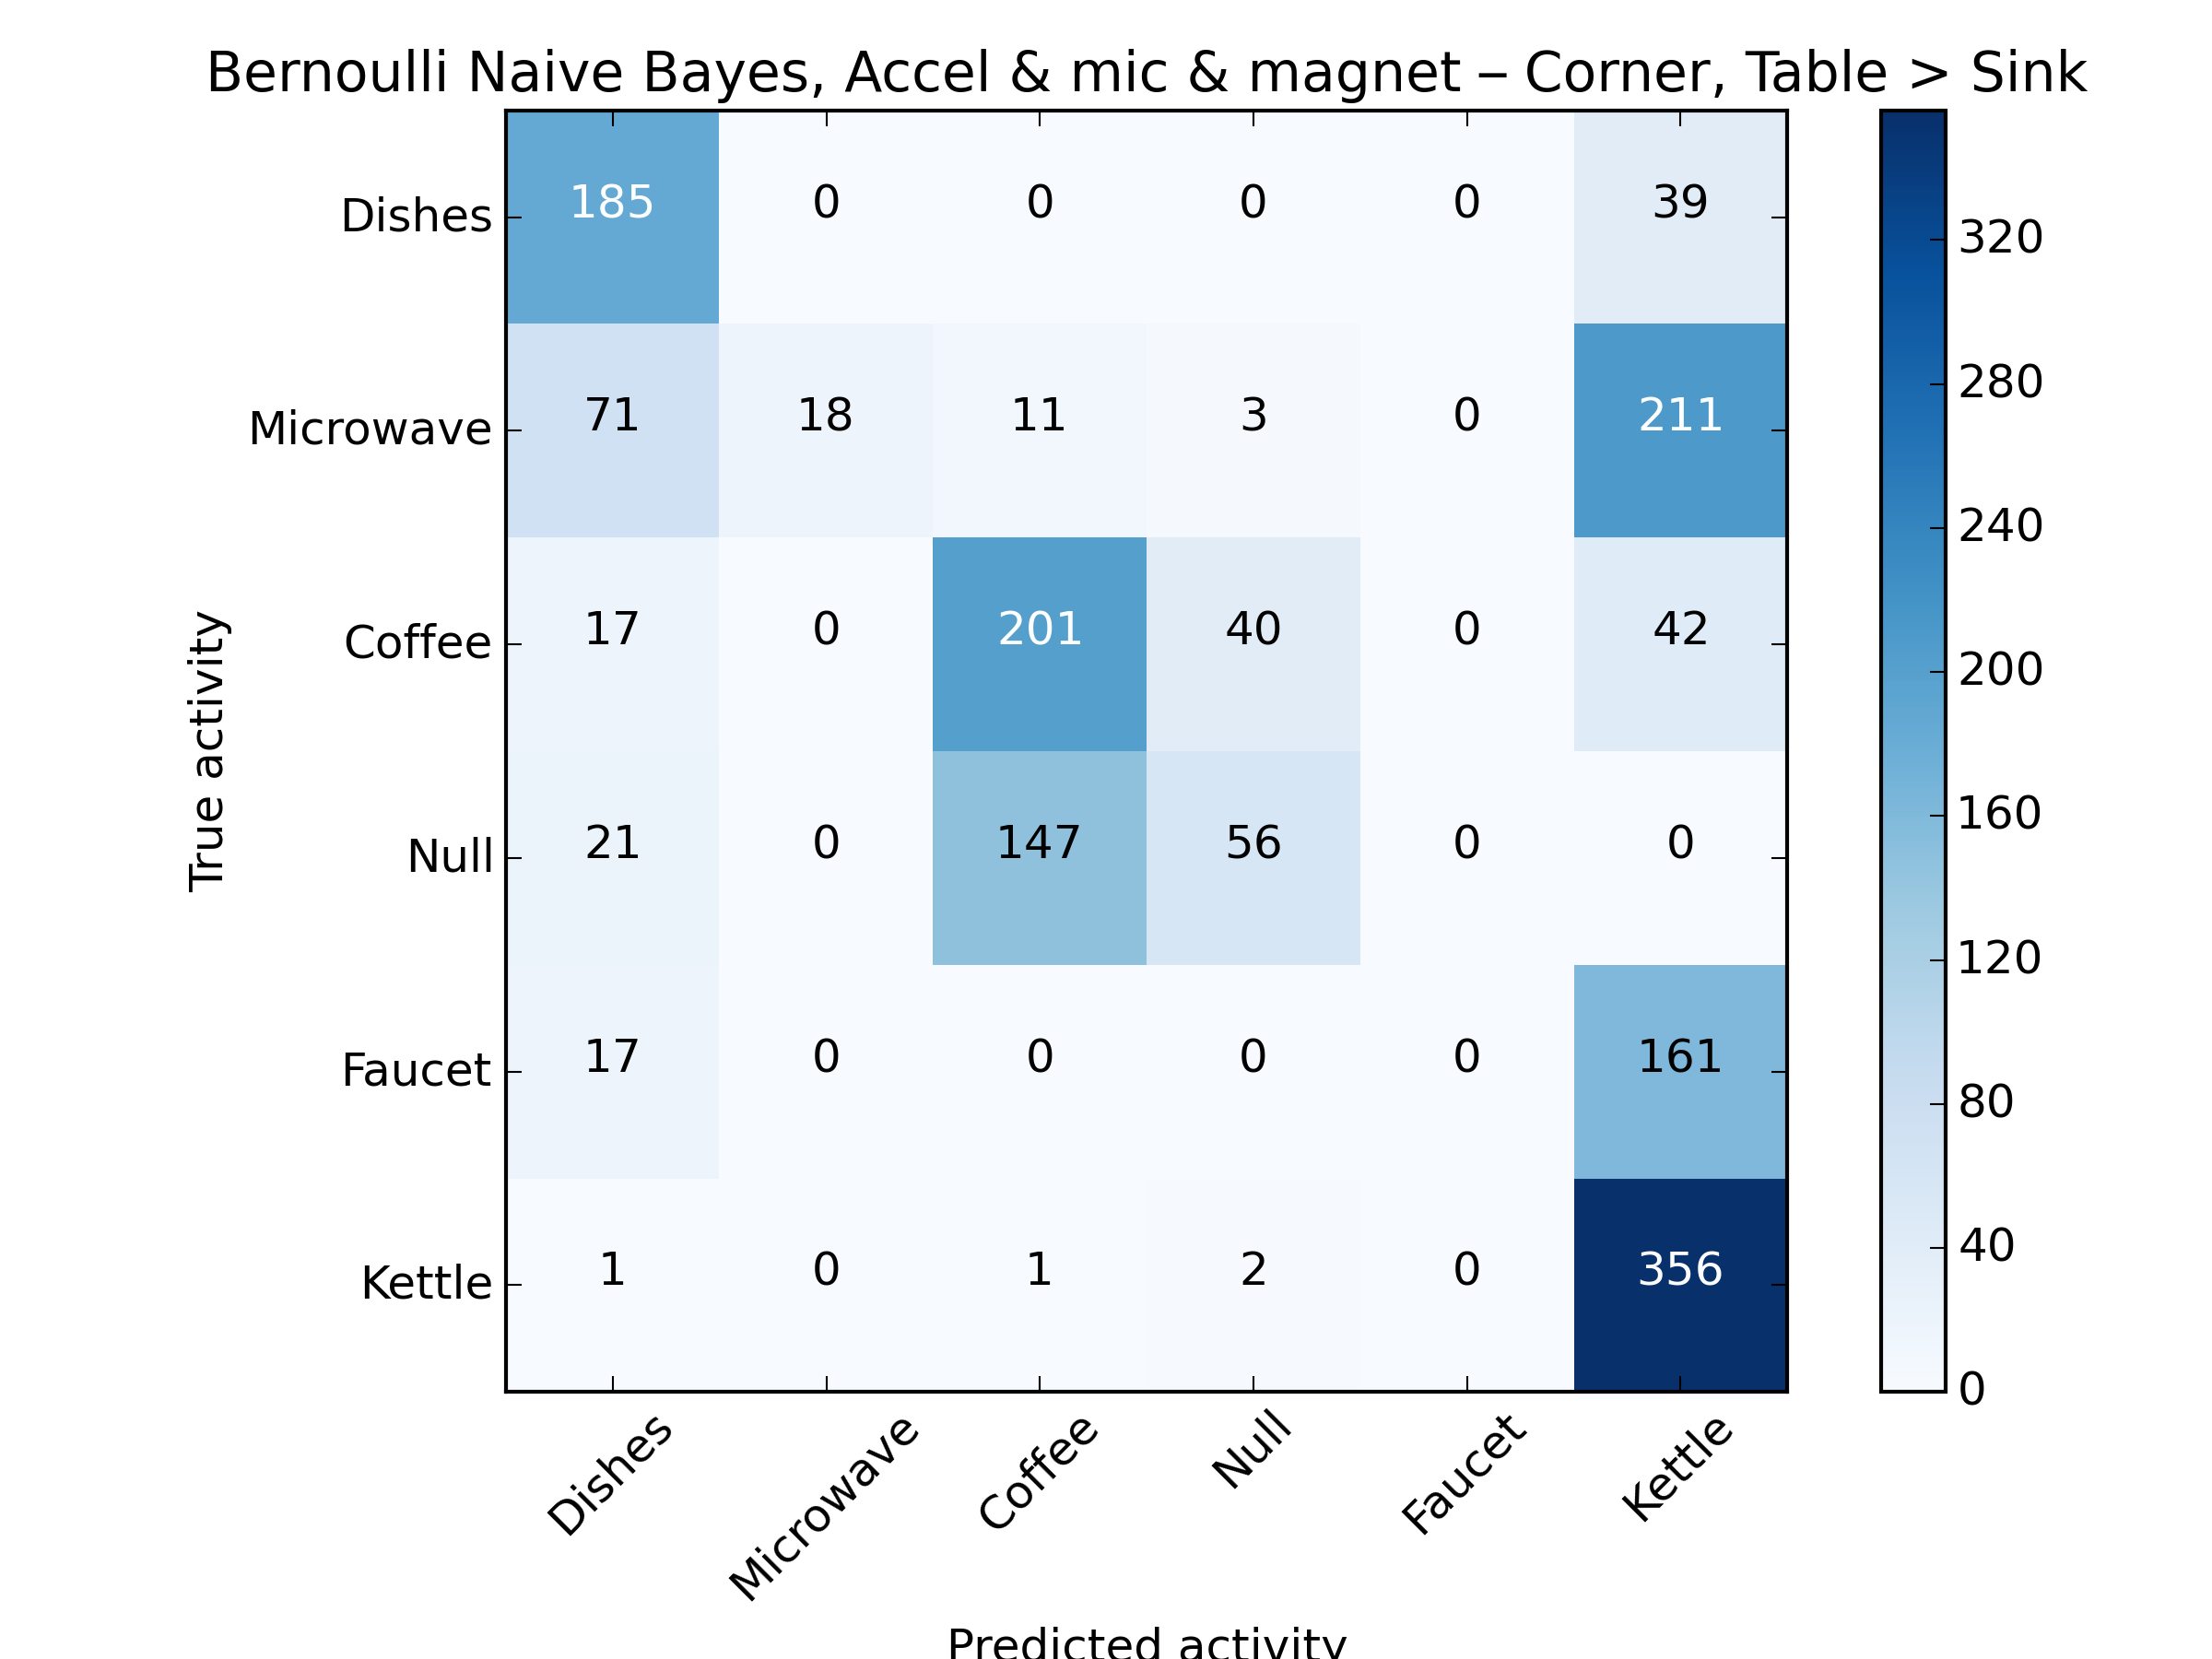 Bernoulli Naive Bayes, Accel & mic & magnet – Corner, Table > Sink
Dishes 185 0 0 0 0 39
Microwave 71 18 11 3 0 211
Coffee 17 0 201 40 0 42
Null 21 0 147 56 0 0
Faucet 17 0 0 0 0 161
Kettle 1 0 1 2 0 356
True activity
Dishes Microwave Coffee Null Faucet Kettle
Predicted activity
320
280
240
200
160
120
80
40
0